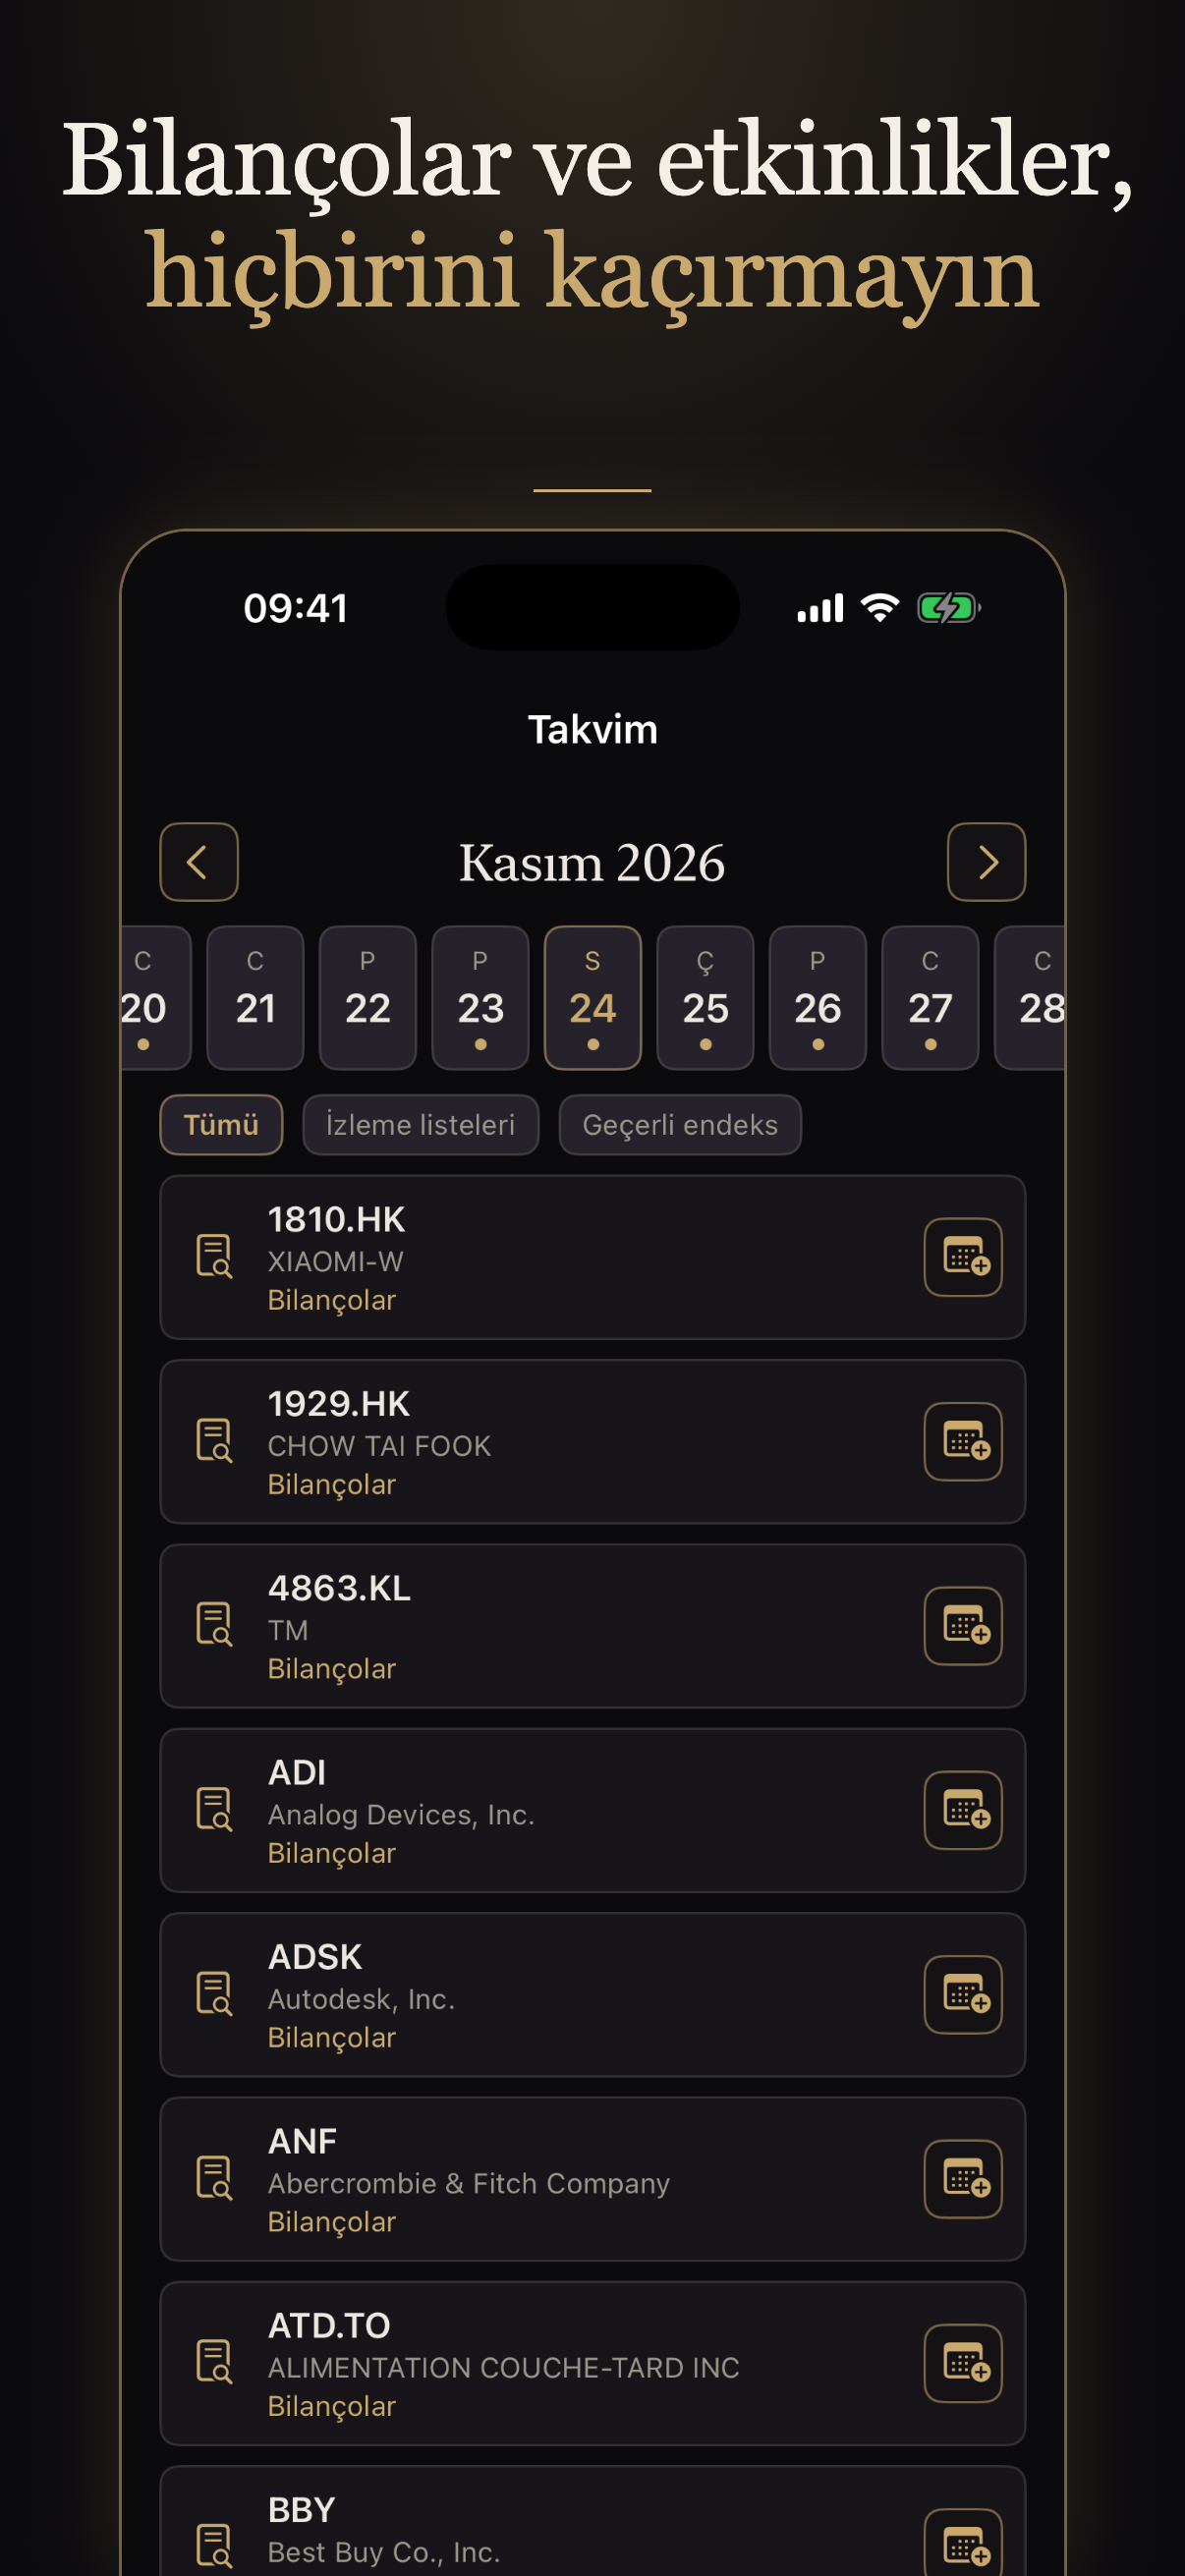 Bilançolar ve etkinlikler,
hiçbirini kaçırmayın
09:41
Takvim
Kasım 2026
C C P P S Ç P C C
20 21 22 23 24 25 26 27 28
Tümü İzleme listeleri Geçerli endeks
1810.HK
XIAOMI-W
Bilançolar
1929.HK
CHOW TAI FOOK
Bilançolar
4863.KL
TM
Bilançolar
ADI
Analog Devices, Inc.
Bilançolar
ADSK
Autodesk, Inc.
Bilançolar
ANF
Abercrombie & Fitch Company
Bilançolar
ATD.TO
ALIMENTATION COUCHE-TARD INC
Bilançolar
BBY
Best Buy Co., Inc.